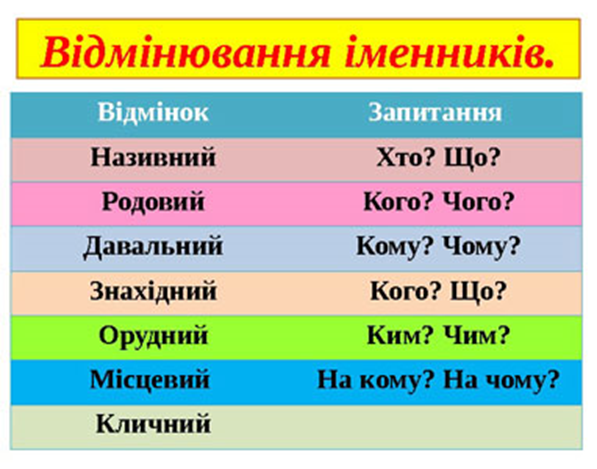 Відмінювання іменників.
Відмінок Запитання
Називний Хто? Що?
Родовий Кого? Чого?
Давальний Кому? Чому?
Знахідний Кого? Що?
Орудний Ким? Чим?
Місцевий На кому? На чому?
Кличний